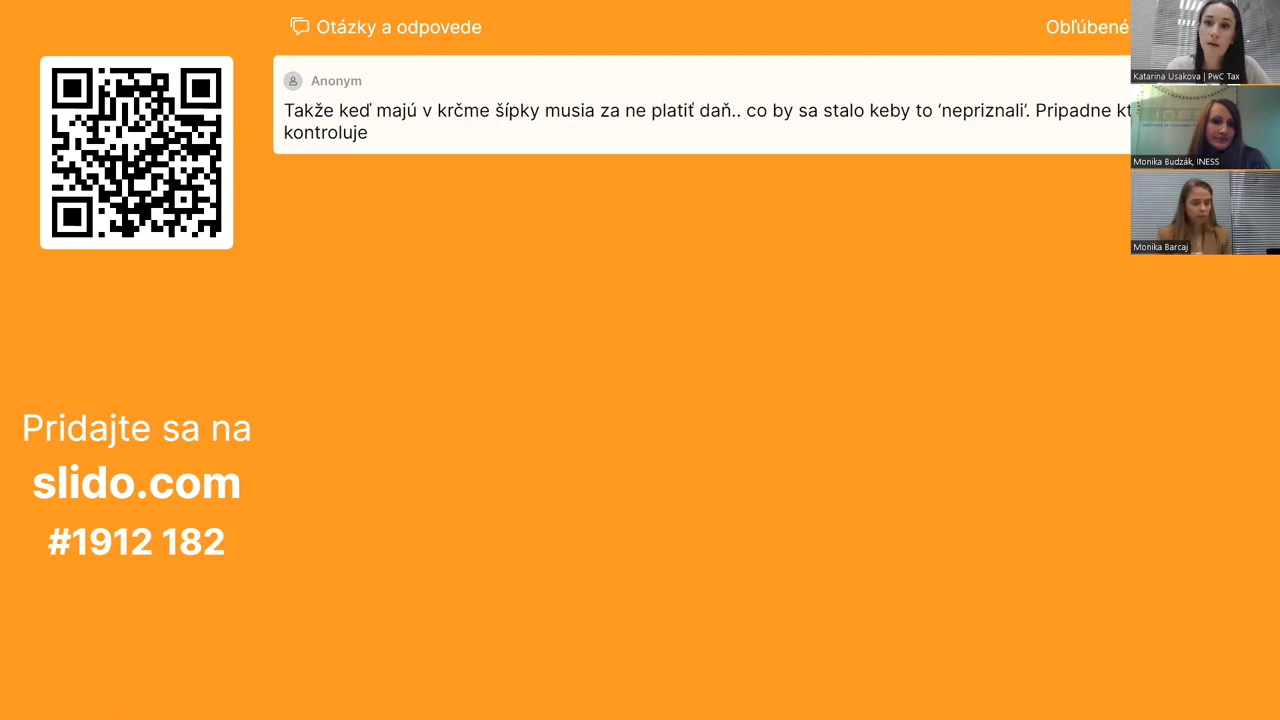 Otázky a odpovede
Obľúbené
Anonym
Takže keď majú v krčme šípky musia za ne platiť daň.. co by sa stalo keby to ‘nepriznali’. Pripadne
kontroluje
Pridajte sa na
slido.com
#1912 182
Katarina Usakova | PwC Tax
Monika Budzák, INESS
Monika Barcaj